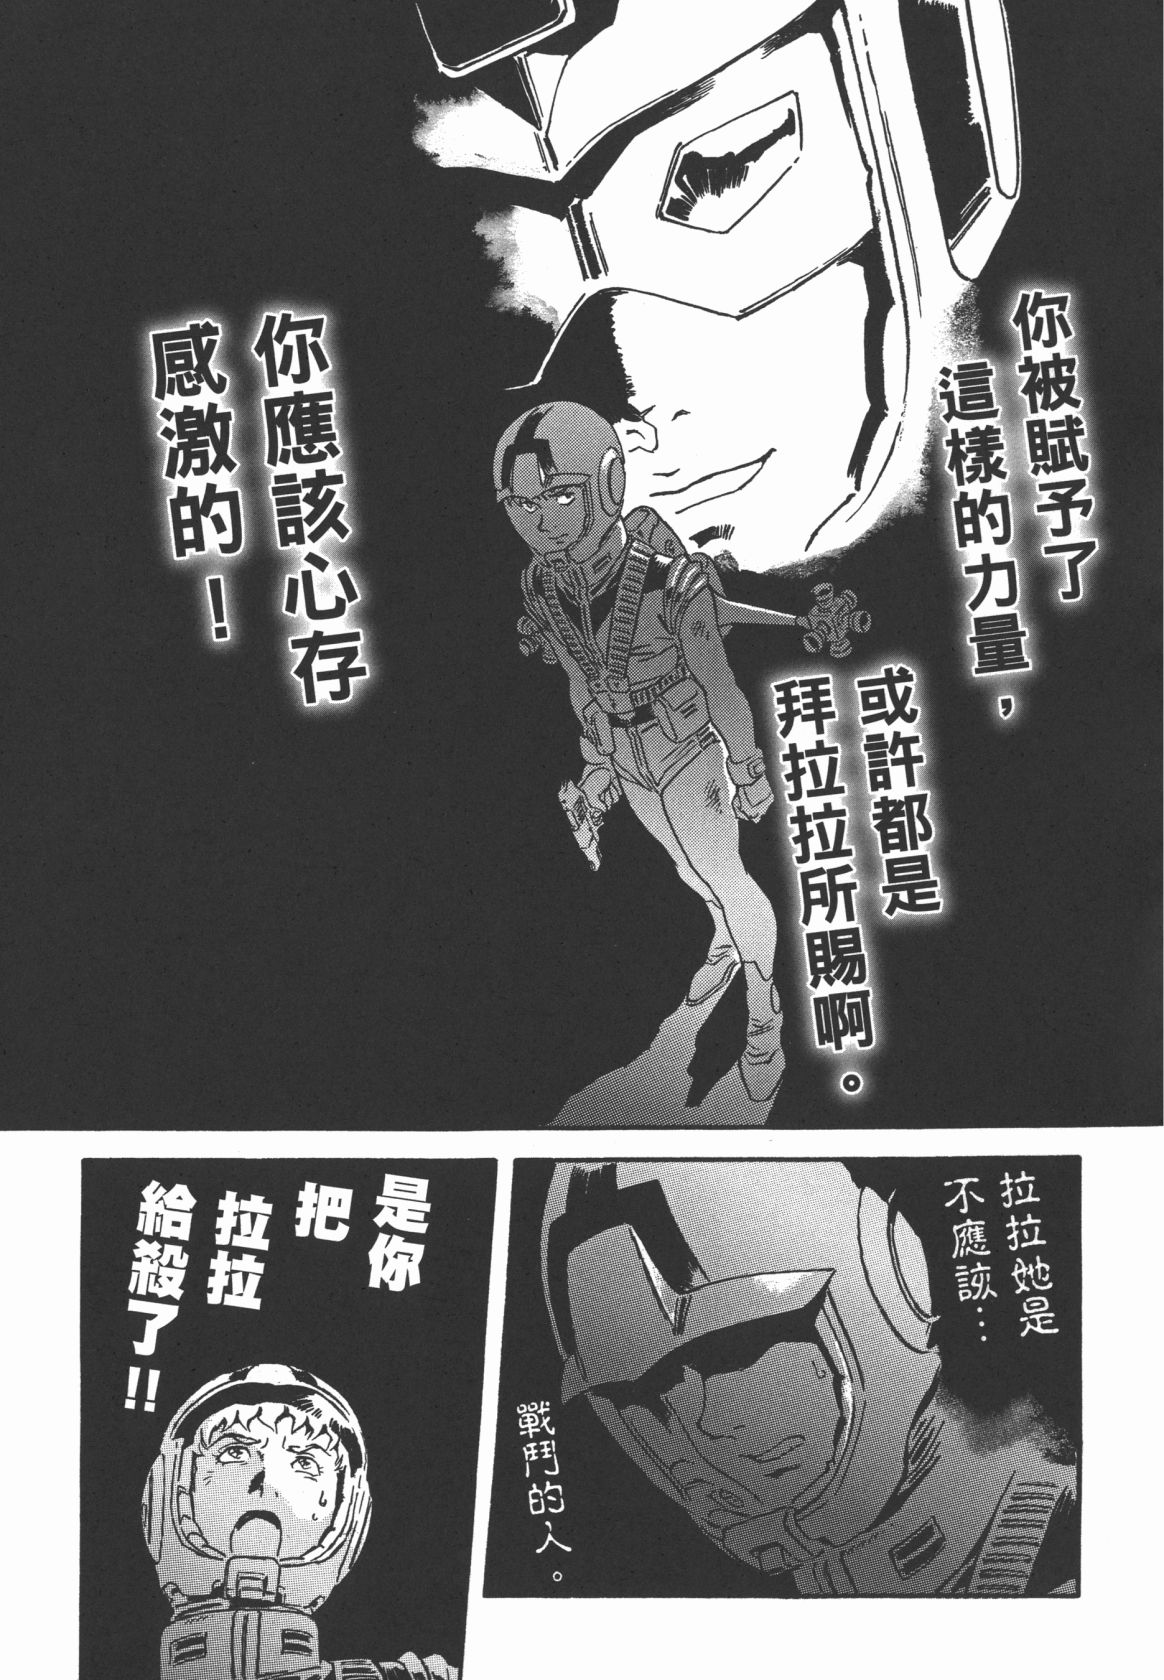 你被賦予了
這樣的力量，
或許都是
拜拉拉所賜啊。
你應該心存
感激的！
拉拉她是
不應該…
戰鬥的人。
是你
把
拉拉
給殺了!!